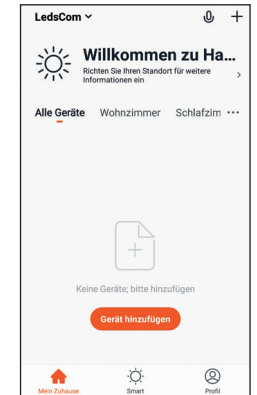 LedsCom
Willkommen zu Ha...
Richten Sie Ihren Standort für weitere
Informationen ein
Alle Geräte Wohnzimmer Schlafzim ...
Keine Geräte; bitte hinzufügen
Gerät hinzufügen
Mein Zuhause Smart Profil